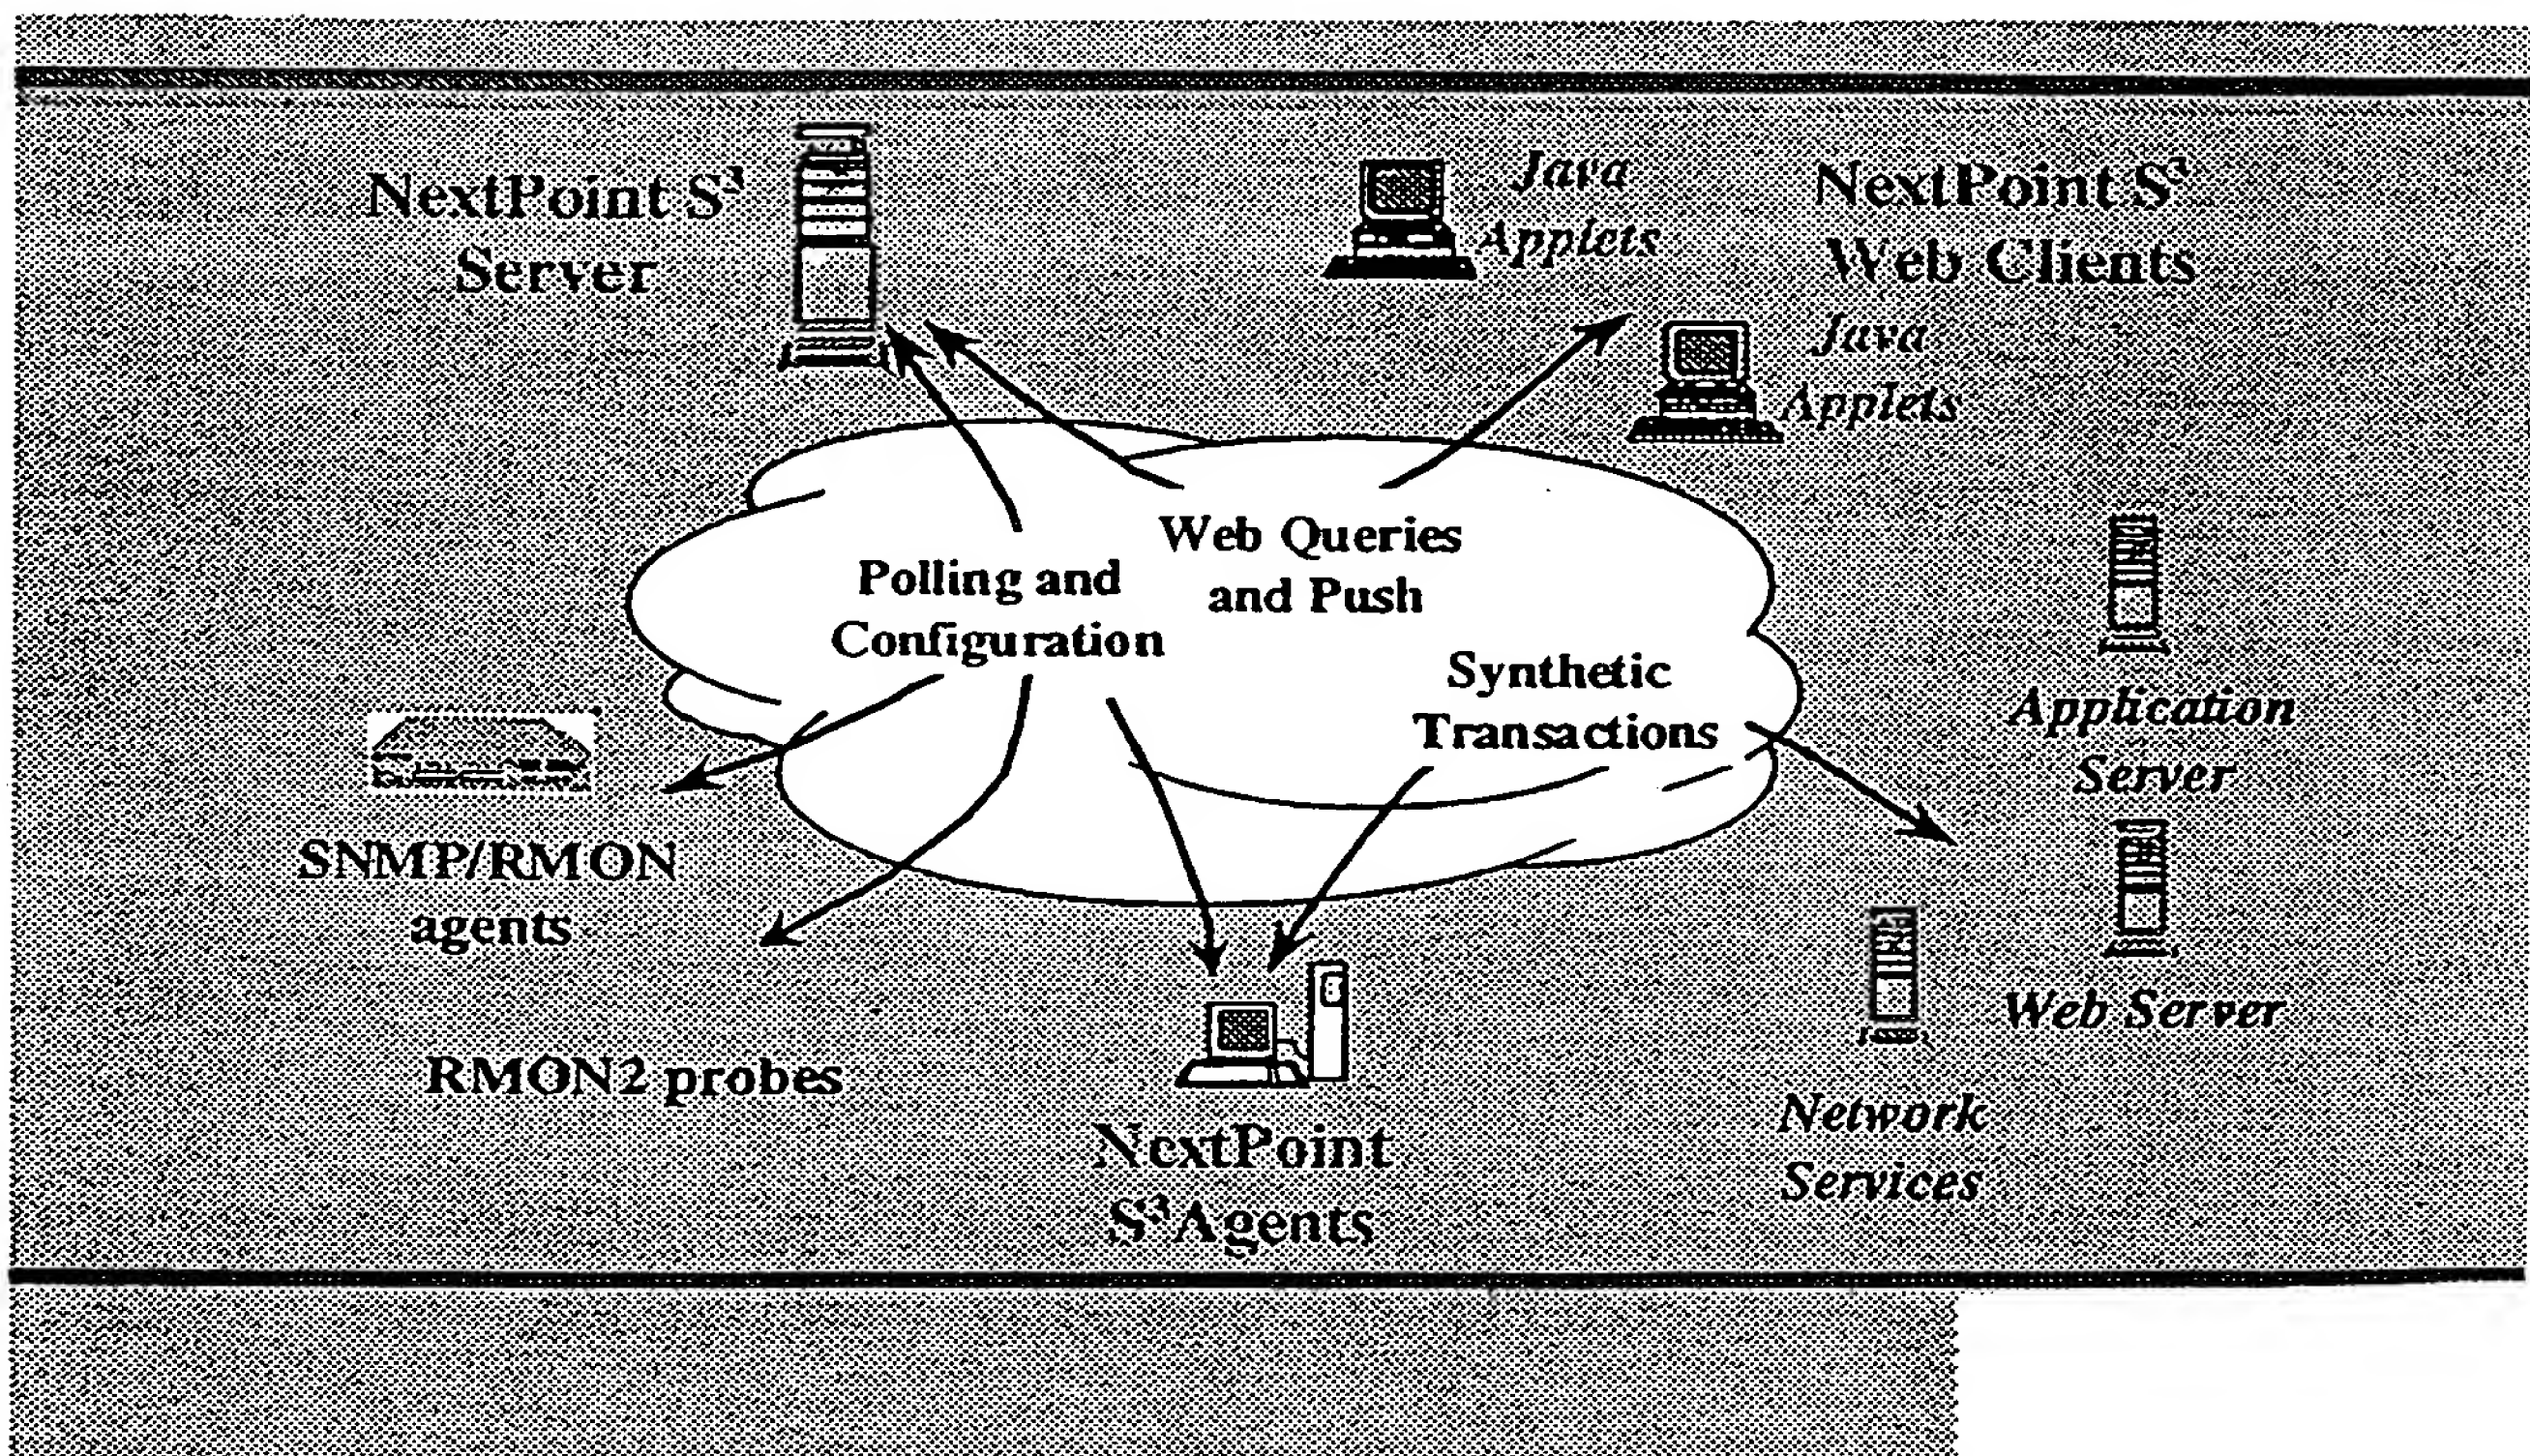 NextPoint S³
Server
Java
Applets
NextPoint S³
Web Clients
Java
Applets
Web Queries
and Push
Polling and
Configuration
Synthetic
Transactions
Application
Server
SNMP/RMON
agents
Web Server
RMON2 probes
Network
Services
NextPoint
S³Agents